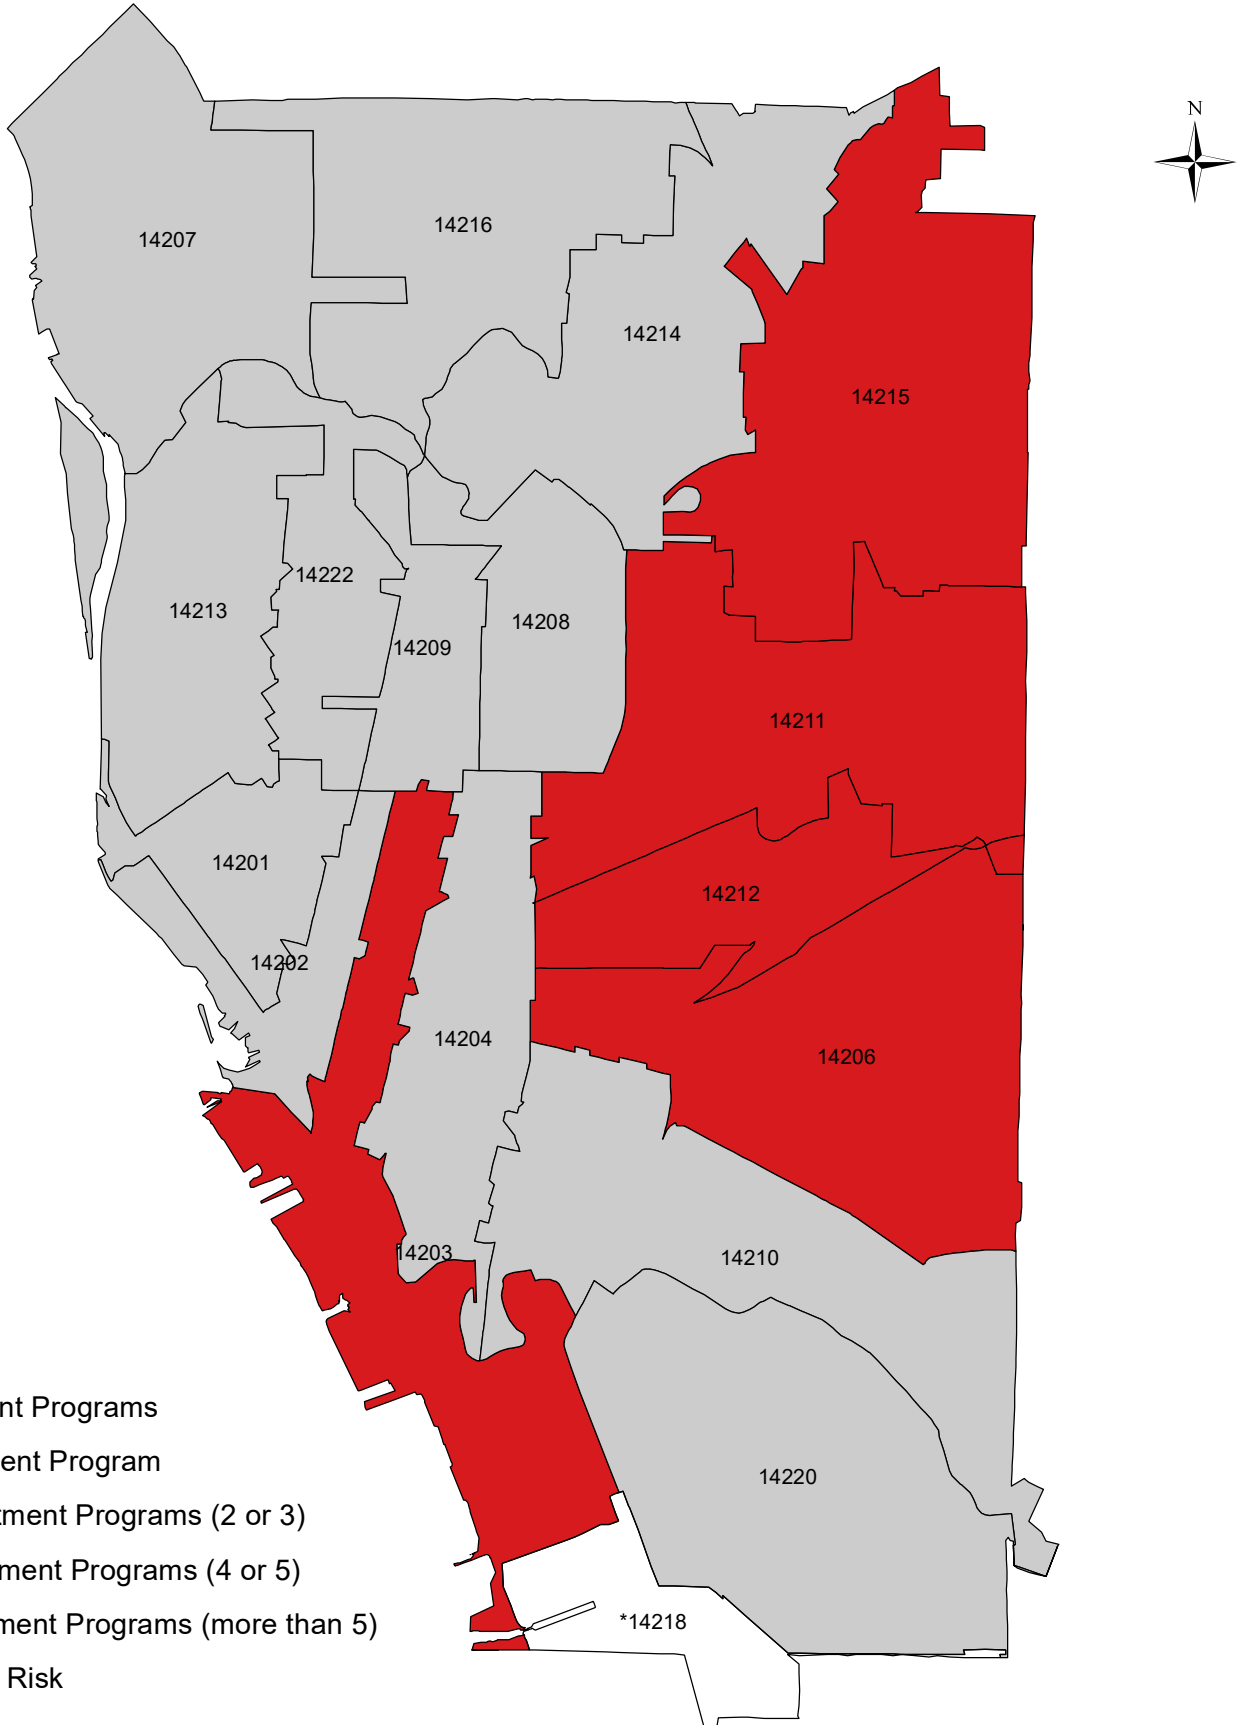 N
14207
14216
14214
14215
14222
14213
14208
14209
14211
14201
14212
14202
14204
14206
14203
14210
nt Programs
ent Program
14220
tment Programs (2 or 3)
ment Programs (4 or 5)
ment Programs (more than 5)
*14218
Risk